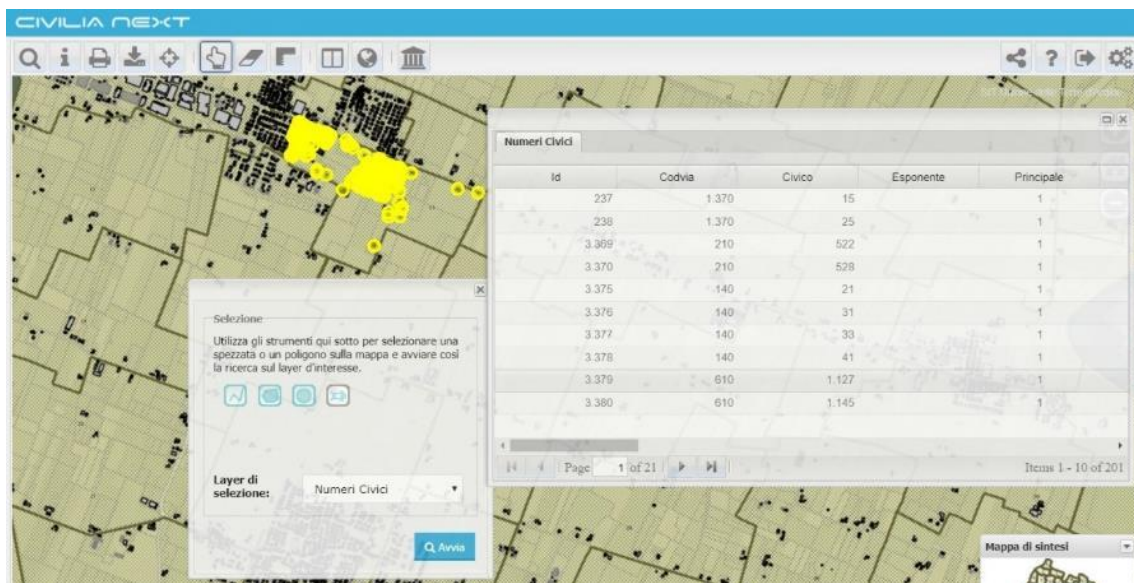 CIVILIA NEXT
Numeri Civici
Id Codvia Civico Esponente Principale
237 1.370 15 1
238 1.370 25 1
3.369 210 522 1
3.370 210 528 1
3.375 140 21 1
3.376 140 31 1
3.377 140 33 1
3.378 140 41 1
3.379 610 1.127 1
3.380 610 1.145 1
Page 1 of 21
Items 1 - 10 of 201
Selezione
Utilizza gli strumenti qui sotto per selezionare una
spezzata o un poligono sulla mappa e avviare così
la ricerca sul layer d'interesse.
Layer di
selezione:
Numeri Civici
Avvia
Mappa di sintesi